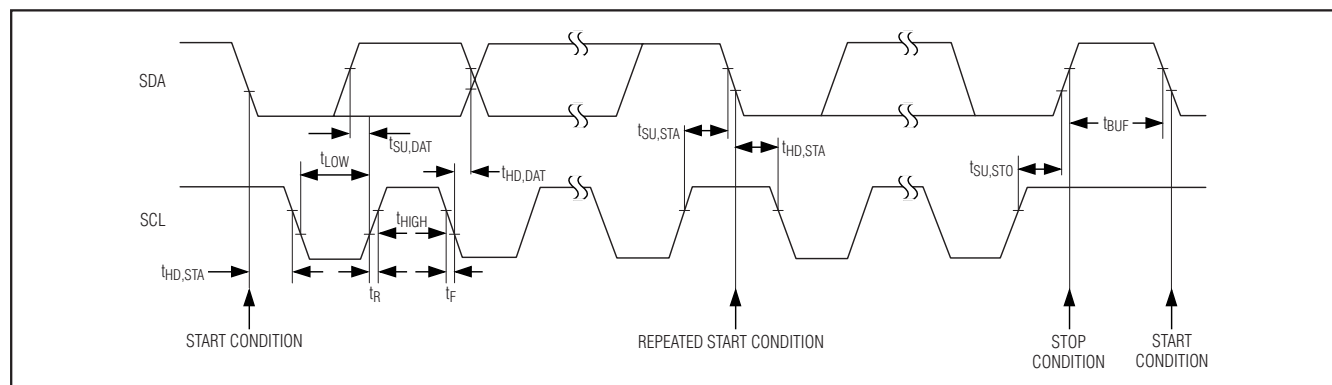 SDA
tSU,DAT
tLOW
tHD,DAT
tSU,STA
tHD,STA
tBUF
tSU,STO
SCL
tHIGH
tHD,STA
tR
tF
START CONDITION
REPEATED START CONDITION
STOP
CONDITION
START
CONDITION